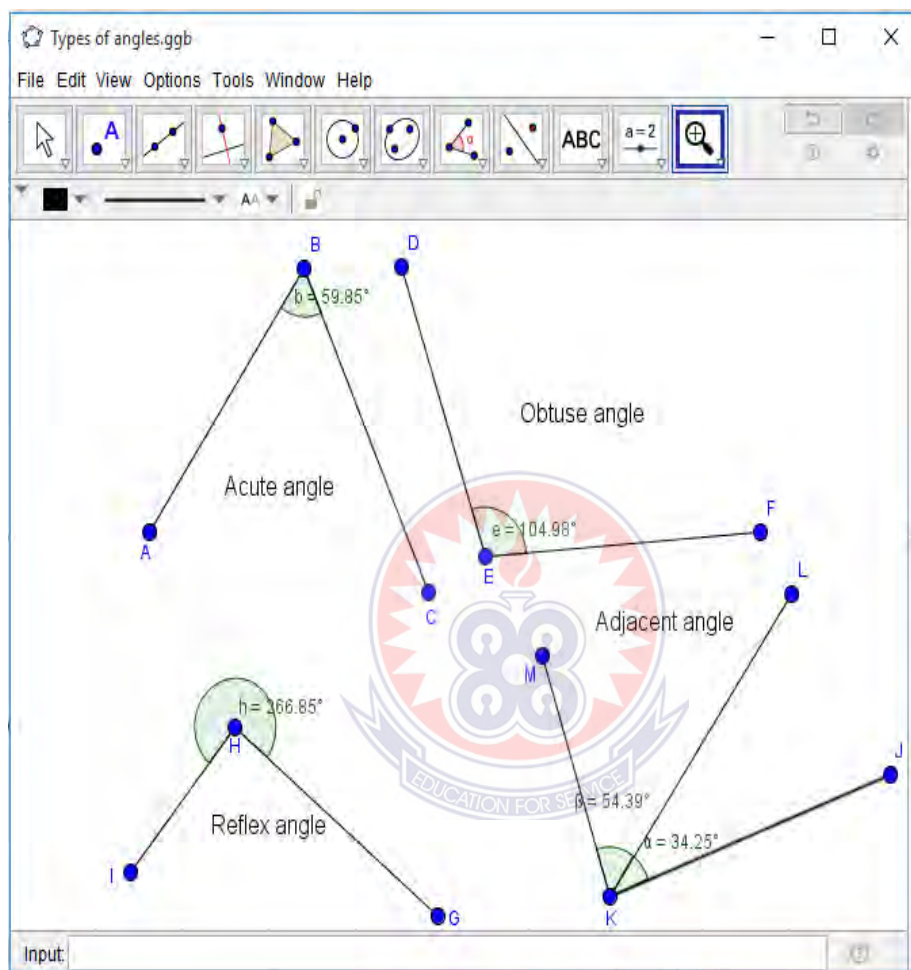 Types of angles.ggb
File Edit View Options Tools Window Help
A
α
ABC
a=2
AA
B
D
b = 59.85°
Obtuse angle
Acute angle
A
e = 104.98°
F
E
L
C
Adjacent angle
M
h = 266.85°
H
J
EDUCATION FOR SERVICE
β = 54.39°
Reflex angle
α = 34.25°
I
K
G
Input: